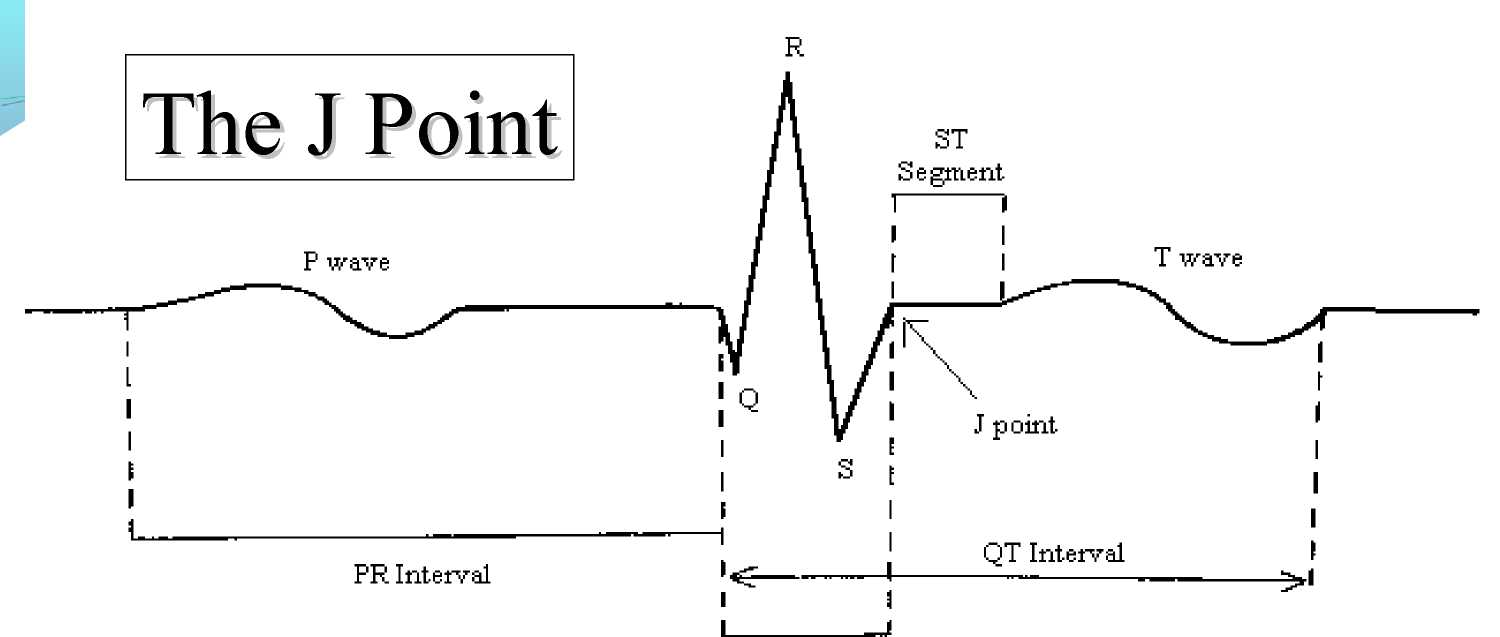 The J Point
R
ST
Segment
P wave
T wave
Q
J point
S
QT Interval
PR Interval